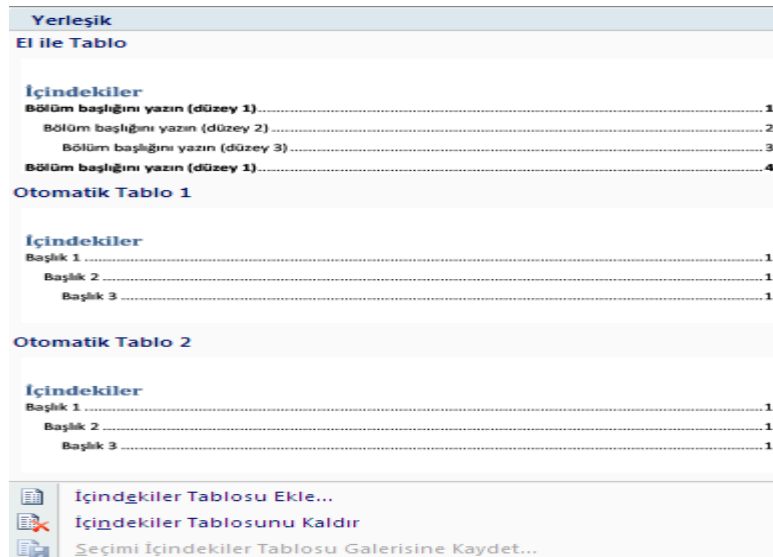 Yerleşik
El ile Tablo
İçindekiler
Bölüm başlığını yazın (düzey 1)............................................................1
Bölüm başlığını yazın (düzey 2)............................................................2
Bölüm başlığını yazın (düzey 3)............................................................3
Bölüm başlığını yazın (düzey 1)............................................................4
Otomatik Tablo 1
İçindekiler
Başlık 1............................................................1
Başlık 2............................................................1
Başlık 3............................................................1
Otomatik Tablo 2
İçindekiler
Başlık 1............................................................1
Başlık 2............................................................1
Başlık 3............................................................1
İçindekiler Tablosu Ekle...
İçindekiler Tablosunu Kaldır
Seçimi İçindekiler Tablosu Galerisine Kaydet...